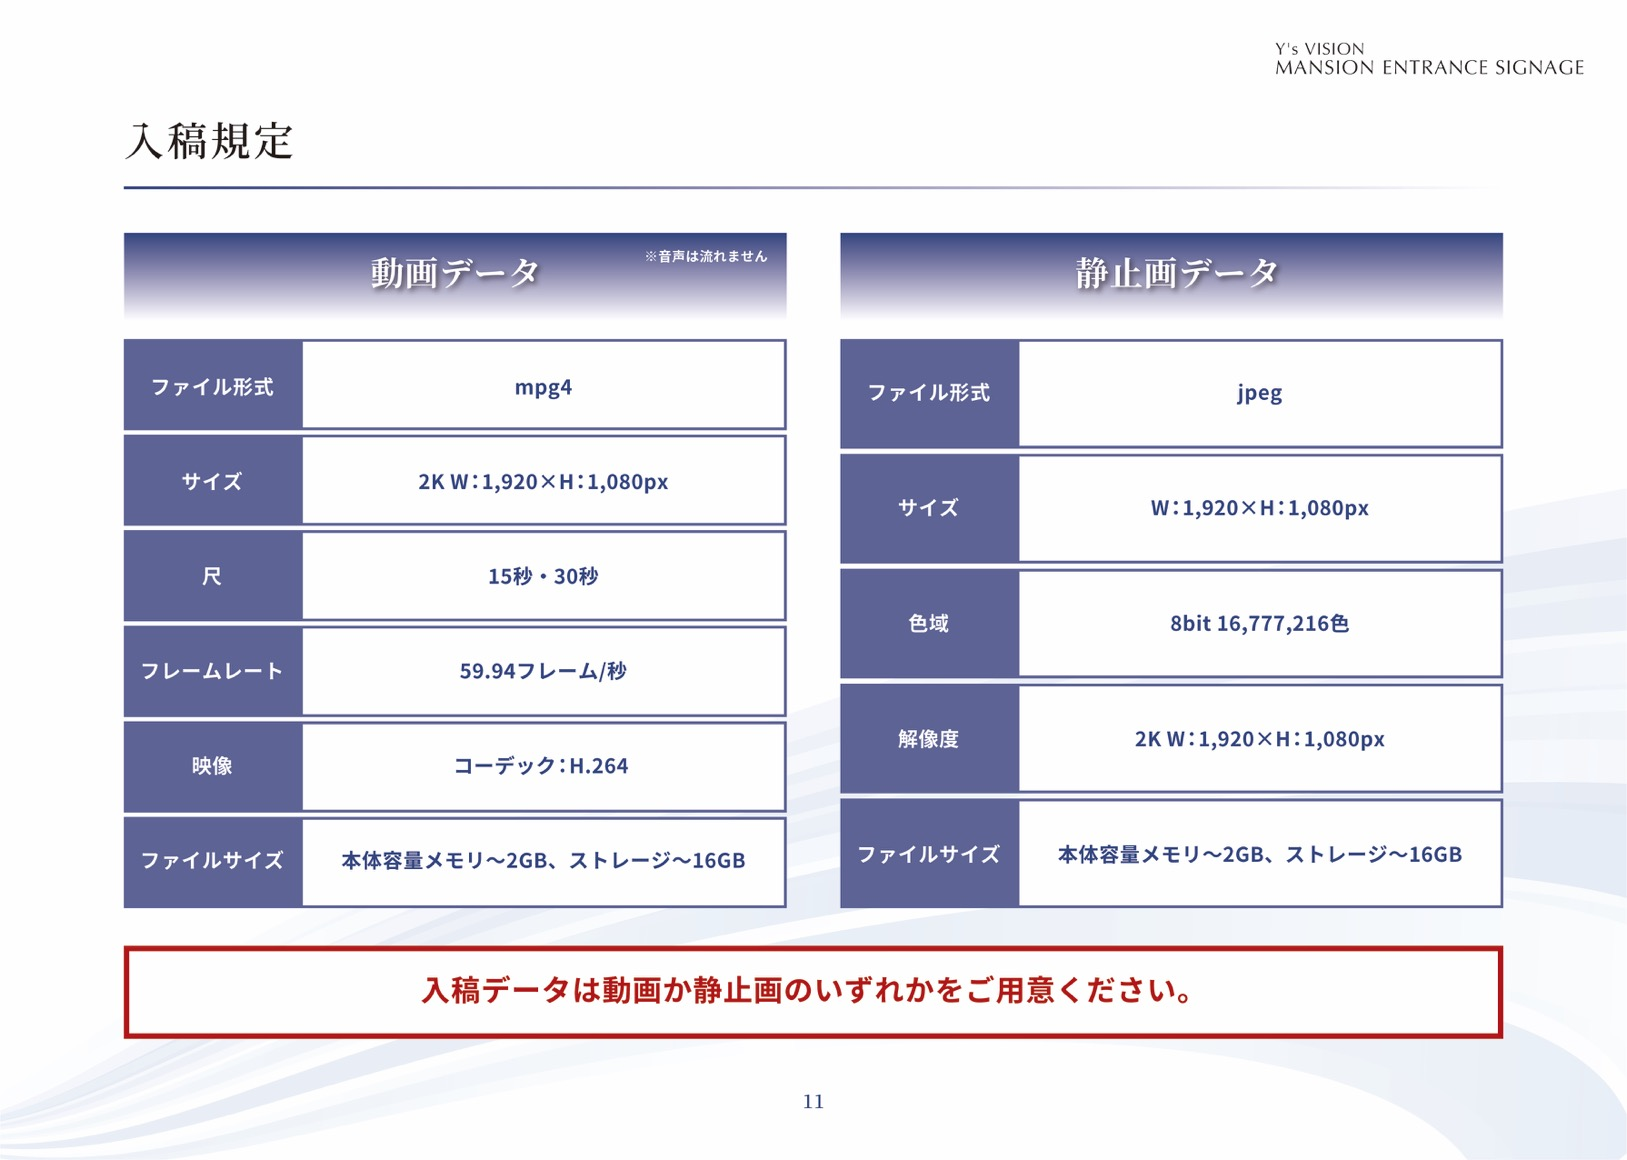 Y's VISION
MANSION ENTRANCE SIGNAGE
入稿規定
動画データ
※音声は流れません
ファイル形式
mpg4
サイズ
2K W：1,920×H：1,080px
尺
15秒・30秒
フレームレート
59.94フレーム/秒
映像
コーデック：H.264
ファイルサイズ
本体容量メモリ～2GB、ストレージ～16GB
静止画データ
ファイル形式
jpeg
サイズ
W：1,920×H：1,080px
色域
8bit 16,777,216色
解像度
2K W：1,920×H：1,080px
ファイルサイズ
本体容量メモリ～2GB、ストレージ～16GB
入稿データは動画か静止画のいずれかをご用意ください。
11